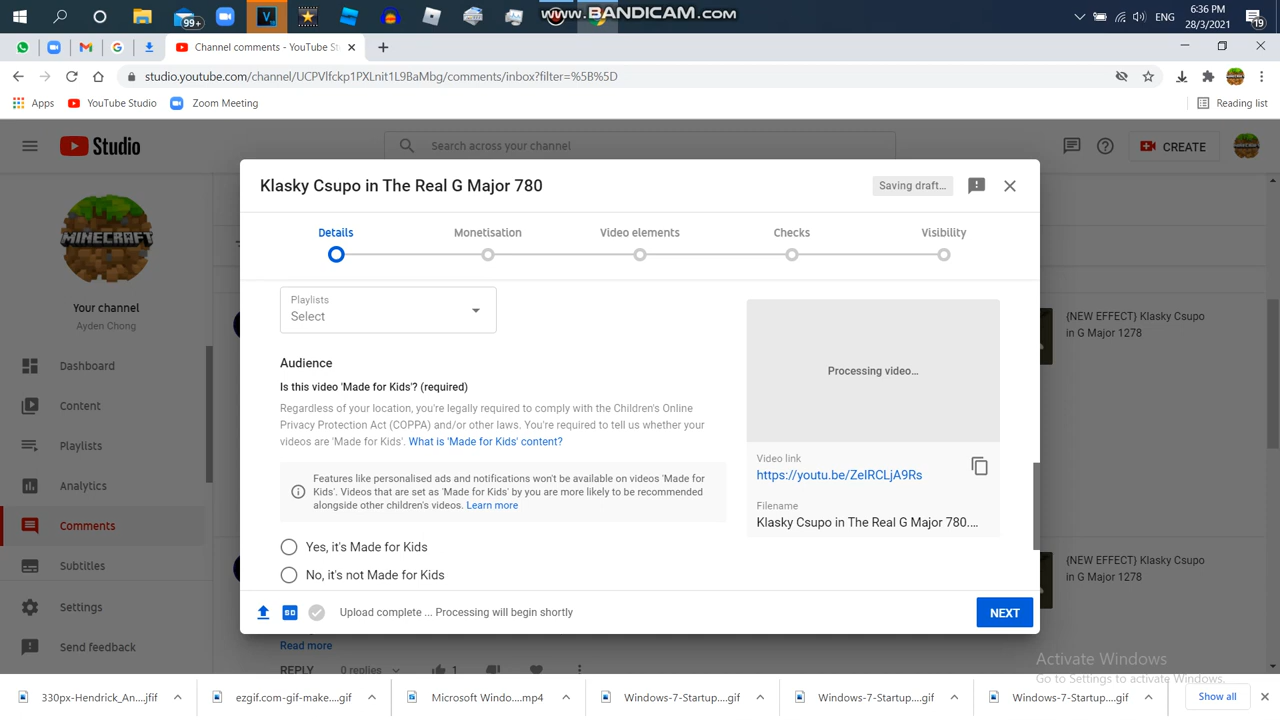 www.BANDICAM.com
99+
ENG
6:36 PM
28/3/2021
19
Channel comments - YouTube St
studio.youtube.com/channel/UCPVlfckp1PXLnit1L9BaMbg/comments/inbox?filter=%5B%5D
Apps YouTube Studio Zoom Meeting Reading list
Studio
Search across your channel
CREATE
Klasky Csupo in The Real G Major 780
Saving draft...
Details Monetisation Video elements Checks Visibility
MINECRAFT
Your channel
Ayden Chong
Dashboard
Content
Playlists
Analytics
Comments
Subtitles
Settings
Send feedback
Playlists
Select
Audience
Is this video 'Made for Kids'? (required)
Regardless of your location, you're legally required to comply with the Children's Online
Privacy Protection Act (COPPA) and/or other laws. You're required to tell us whether your
videos are 'Made for Kids'. What is 'Made for Kids' content?
Features like personalised ads and notifications won't be available on videos 'Made for
Kids'. Videos that are set as 'Made for Kids' by you are more likely to be recommended
alongside other children's videos. Learn more
Yes, it's Made for Kids
No, it's not Made for Kids
Processing video...
Video link
https://youtu.be/ZeIRCLjA9Rs
Filename
Klasky Csupo in The Real G Major 780....
{NEW EFFECT} Klasky Csupo
in G Major 1278
{NEW EFFECT} Klasky Csupo
in G Major 1278
SD
Upload complete ... Processing will begin shortly
NEXT
Read more
REPLY 0 replies 1
Activate Windows
Go to Settings to activate Windows.
330px-Hendrick_An....jfif ezgif.com-gif-make....gif Microsoft Windo....mp4 Windows-7-Startup....gif Windows-7-Startup....gif Windows-7-Startup....gif Show all